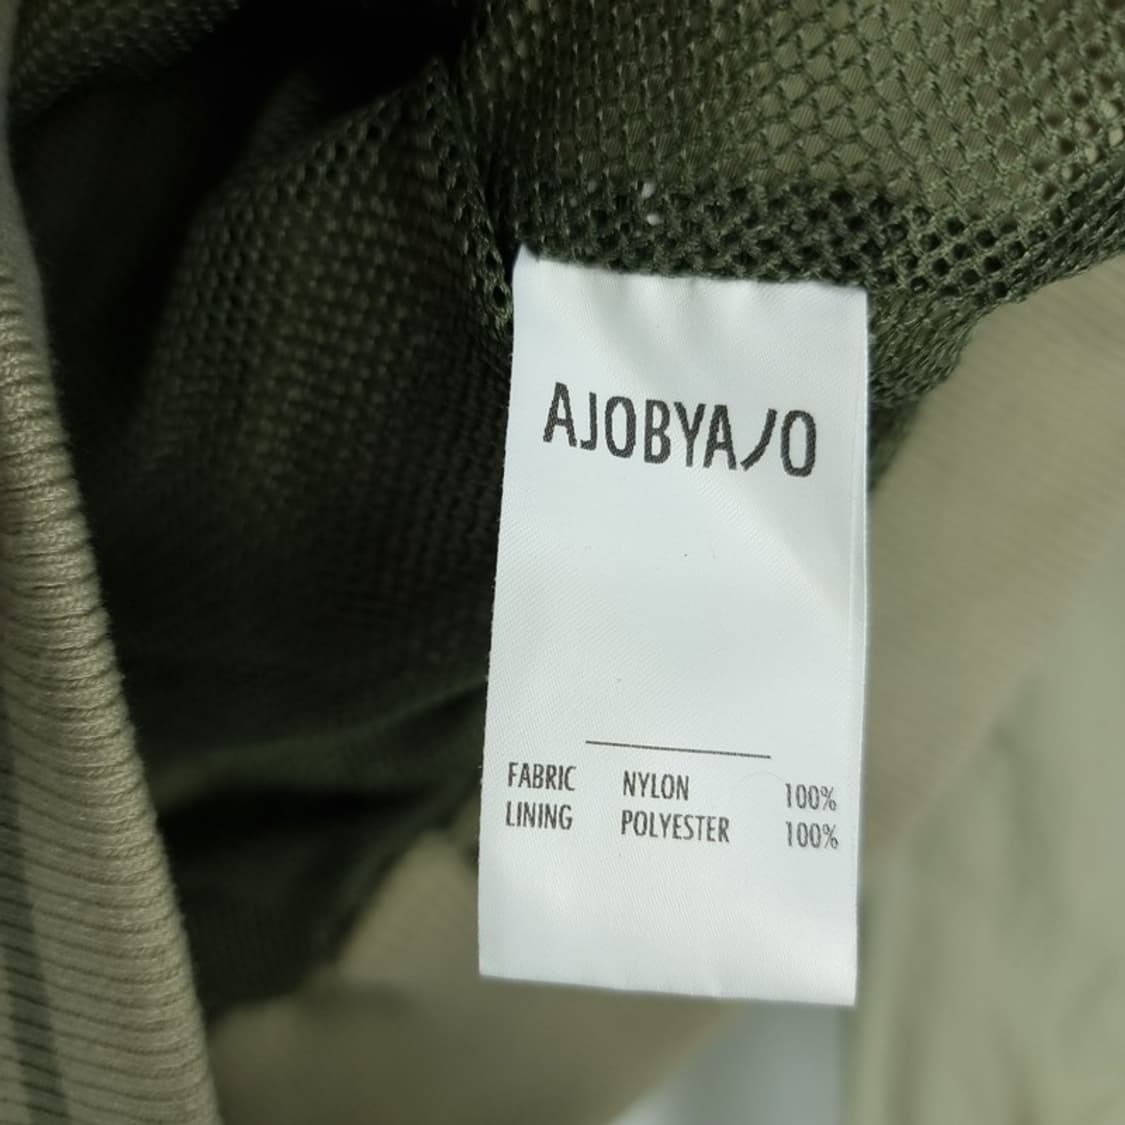 AJOBYAJO
FABRIC NYLON 100%
LINING POLYESTER 100%